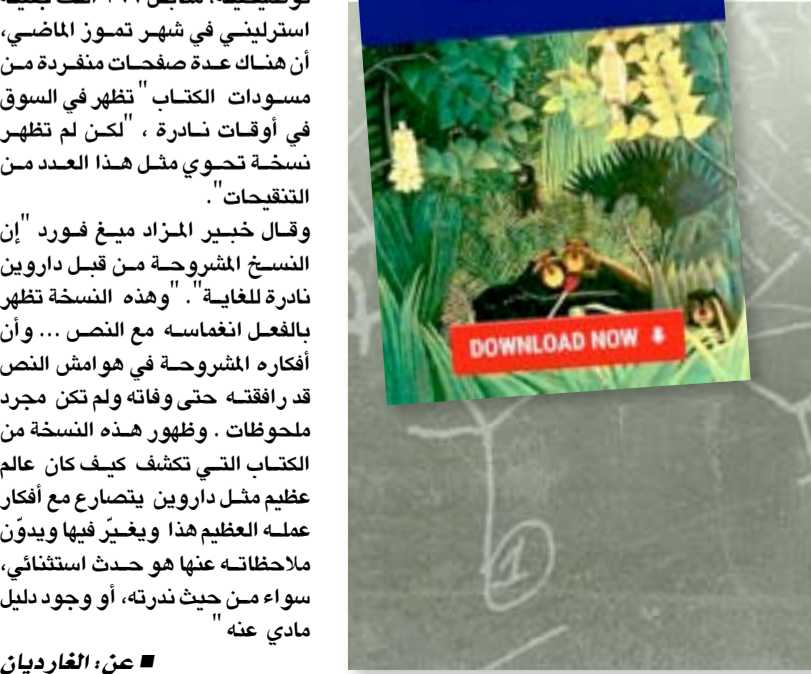 استرليني في شهر تموز الماضي،
أن هناك عدة صفحات منفردة من
مسودات الكتاب "تظهر في السوق
في أوقات نادرة ، "لكن لم تظهر
نسخة تحوي مثل هذا العدد من
التنقيحات".
وقال خبير المزاد ميغ فورد "إن
النسخ المشروحة من قبل داروين
نادرة للغاية". "وهذه النسخة تظهر
بالفعل انغماسه مع النص ... وأن
أفكاره المشروحة في هوامش النص
قد رافقته حتى وفاته ولم تكن مجرد
ملحوظات . وظهور هذه النسخة من
الكتاب التي تكشف كيف كان عالم
عظيم مثل داروين يتصارع مع أفكار
عمله العظيم هذا ويغيّر فيها ويدوّن
ملاحظاته عنها هو حدث استثنائي،
سواء من حيث ندرته، أو وجود دليل
مادي عنه "
■ عن: الغارديان
DOWNLOAD NOW
1